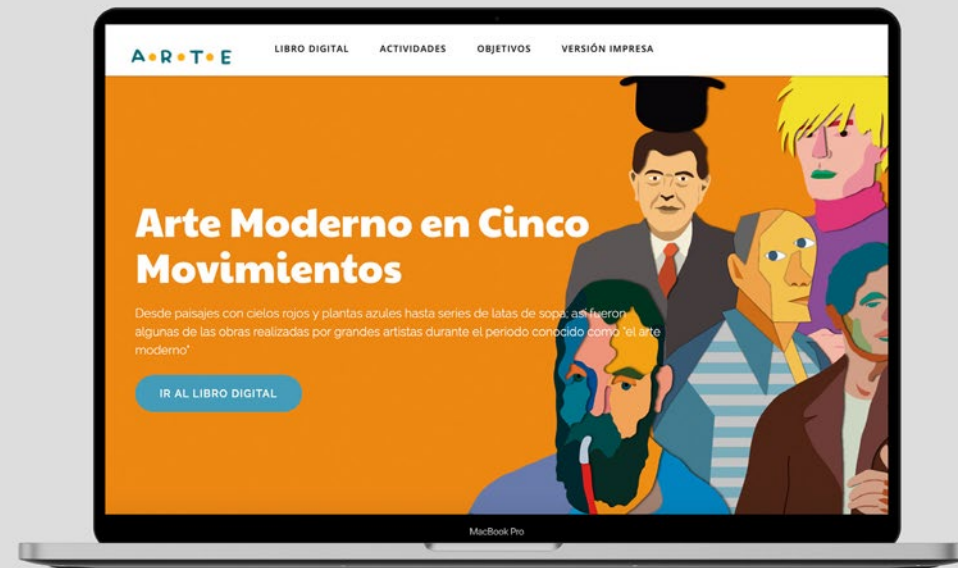 A•R•T•E
LIBRO DIGITAL
ACTIVIDADES
OBJETIVOS
VERSIÓN IMPRESA
Arte Moderno en Cinco
Movimientos
Desde paisajes con cielos rojos y plantas azules hasta series de latas de sopa; así fueron
algunas de las obras realizadas por grandes artistas durante el periodo conocido como "el arte
moderno"
IR AL LIBRO DIGITAL
MacBook Pro